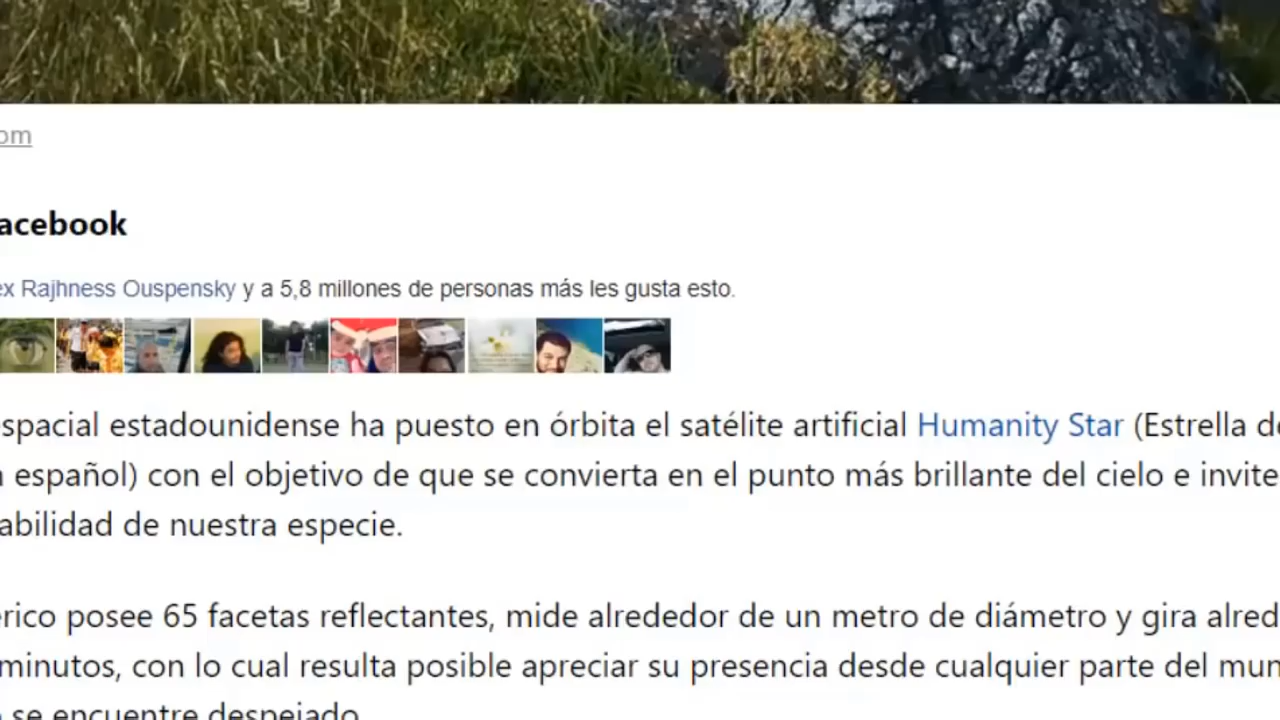 om
acebook
ex Rajhness Ouspensky y a 5,8 millones de personas más les gusta esto.
spacial estadounidense ha puesto en órbita el satélite artificial Humanity Star (Estrella de
n español) con el objetivo de que se convierta en el punto más brillante del cielo e invite
abilidad de nuestra especie.
érico posee 65 facetas reflectantes, mide alrededor de un metro de diámetro y gira alred
minutos, con lo cual resulta posible apreciar su presencia desde cualquier parte del mun
o se encuentre despejado